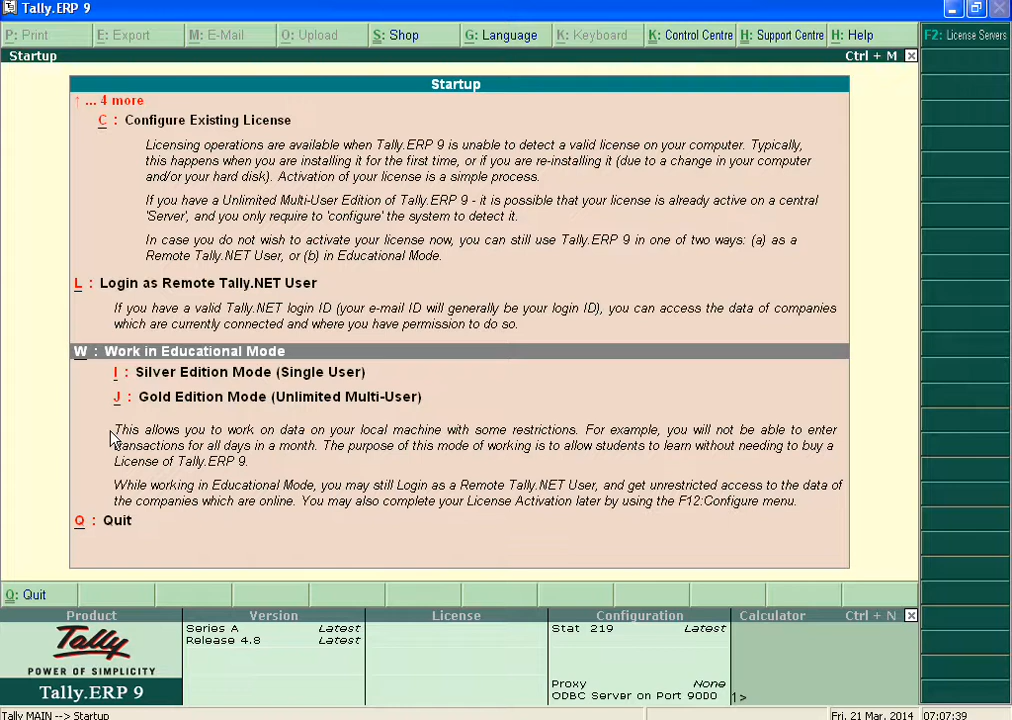 Tally.ERP 9
P: Print E: Export M: E-Mail O: Upload S: Shop G: Language K: Keyboard K: Control Centre H: Support Centre H: Help F2: License Servers
Startup Ctrl + M
Startup
↑ ... 4 more
C : Configure Existing License
Licensing operations are available when Tally.ERP 9 is unable to detect a valid license on your computer. Typically,
this happens when you are installing it for the first time, or if you are re-installing it (due to a change in your computer
and/or your hard disk). Activation of your license is a simple process.
If you have a Unlimited Multi-User Edition of Tally.ERP 9 - it is possible that your license is already active on a central
'Server', and you only require to 'configure' the system to detect it.
In case you do not wish to activate your license now, you can still use Tally.ERP 9 in one of two ways: (a) as a
Remote Tally.NET User, or (b) in Educational Mode.
L : Login as Remote Tally.NET User
If you have a valid Tally.NET login ID (your e-mail ID will generally be your login ID), you can access the data of companies
which are currently connected and where you have permission to do so.
W : Work in Educational Mode
I : Silver Edition Mode (Single User)
J : Gold Edition Mode (Unlimited Multi-User)
This allows you to work on data on your local machine with some restrictions. For example, you will not be able to enter
transactions for all days in a month. The purpose of this mode of working is to allow students to learn without needing to buy a
License of Tally.ERP 9.
While working in Educational Mode, you may still Login as a Remote Tally.NET User, and get unrestricted access to the data of
the companies which are online. You may also complete your License Activation later by using the F12:Configure menu.
Q : Quit
Q: Quit
Product Version License Configuration Calculator Ctrl + N
Tally
POWER OF SIMPLICITY
Tally.ERP 9
Series A Latest
Release 4.8 Latest
Stat 219 Latest
Proxy None
ODBC Server on Port 9000
1>
Tally MAIN --> Startup Fri, 21 Mar, 2014 07:07:39